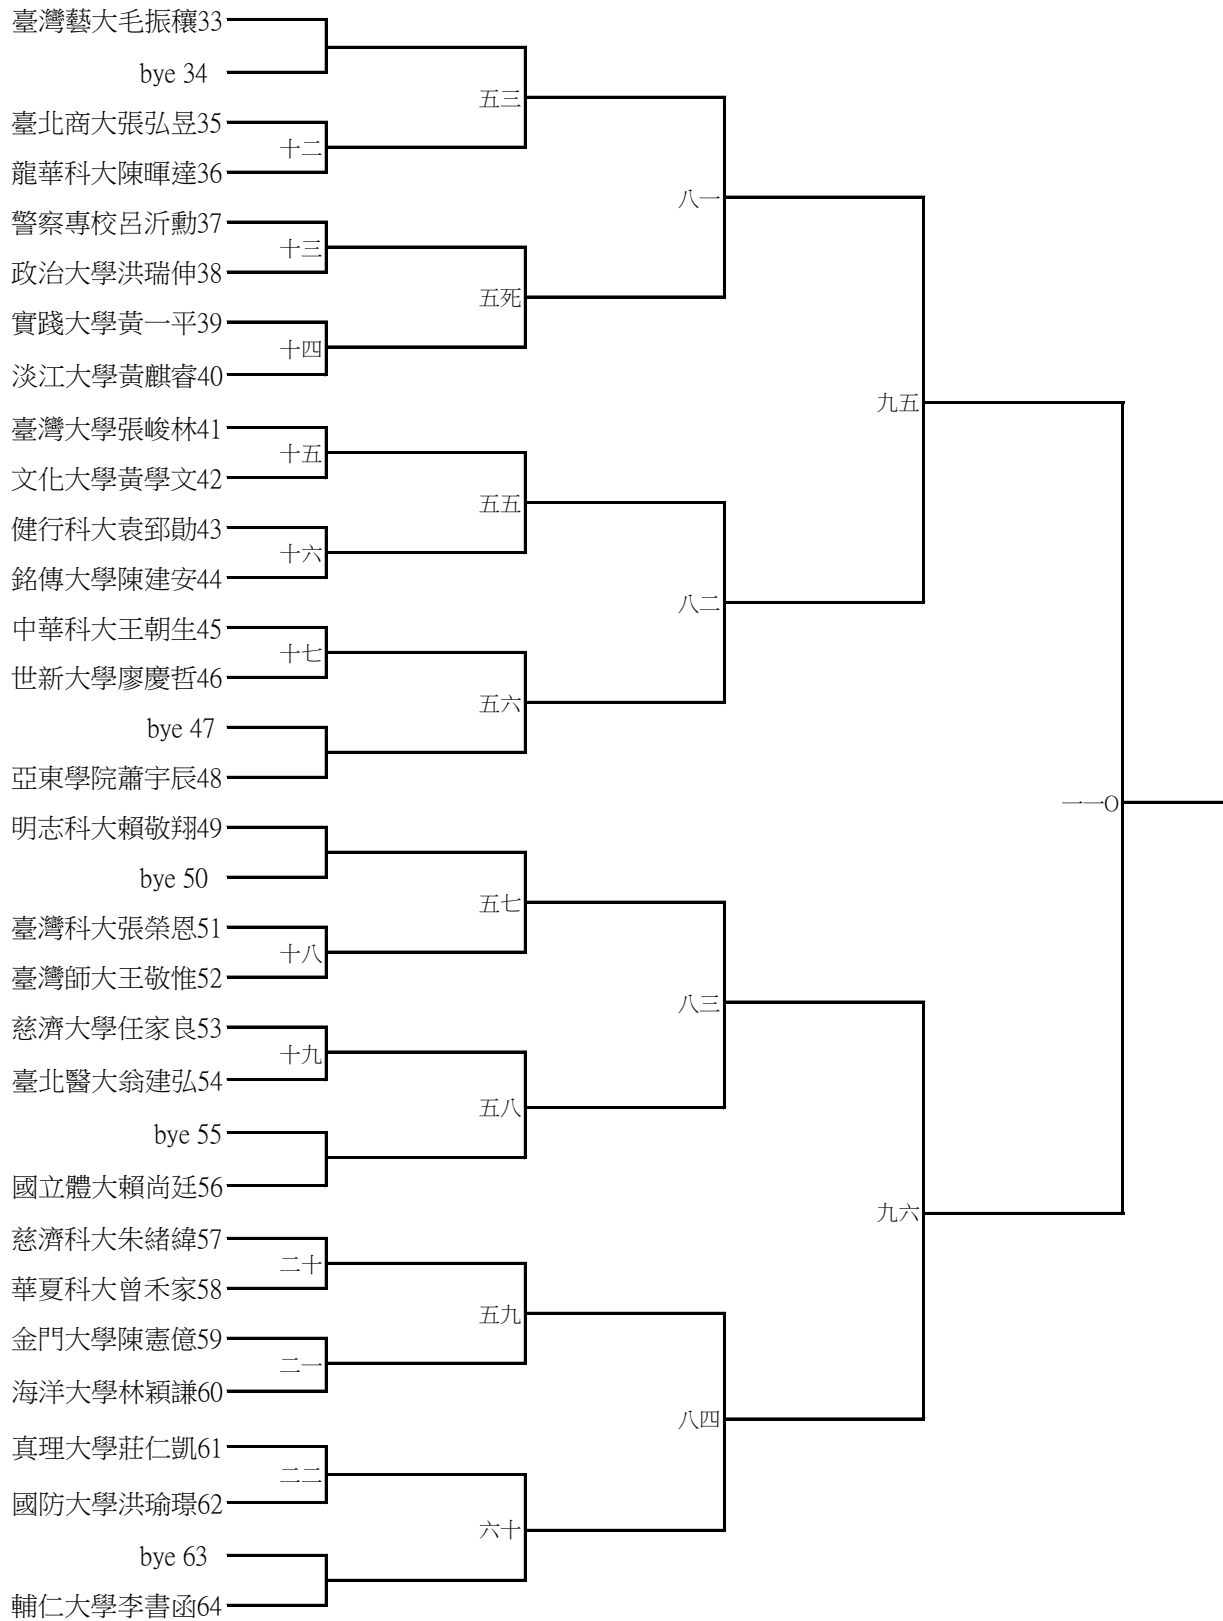 臺灣藝大毛振穰33
bye 34
五三
臺北商大張弘昱35
十二
龍華科大陳暉達36
八一
警察專校呂沂勳37
十三
政治大學洪瑞伸38
五死
實踐大學黃一平39
十四
淡江大學黃麒睿40
九五
臺灣大學張峻林41
十五
文化大學黃學文42
五五
健行科大袁郅勛43
十六
銘傳大學陳建安44
八二
中華科大王朝生45
十七
世新大學廖慶哲46
五六
bye 47
亞東學院蕭宇辰48
一一O
明志科大賴敬翔49
bye 50
五七
臺灣科大張榮恩51
十八
臺灣師大王敬惟52
八三
慈濟大學任家良53
十九
臺北醫大翁建弘54
五八
bye 55
國立體大賴尚廷56
九六
慈濟科大朱緒緯57
二十
華夏科大曾禾家58
五九
金門大學陳憲億59
二一
海洋大學林穎謙60
八四
真理大學莊仁凱61
二二
國防大學洪瑜璟62
六十
bye 63
輔仁大學李書函64